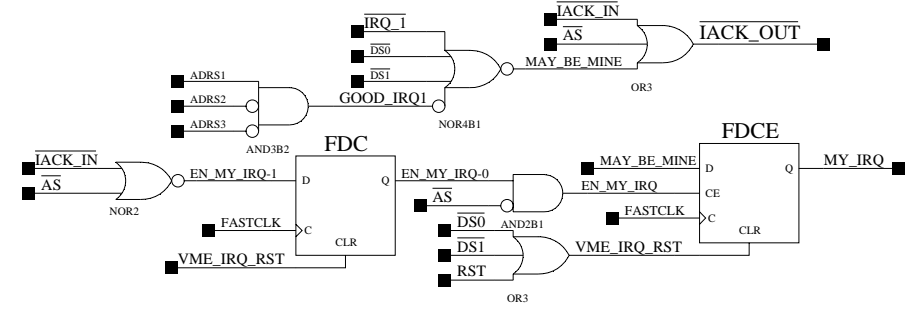 IRQ_1
DS0
DS1
IACK_IN
AS
IACK_OUT
MAY_BE_MINE
OR3
ADRS1
ADRS2
ADRS3
GOOD_IRQ1
NOR4B1
AND3B2
IACK_IN
AS
NOR2
EN_MY_IRQ-1
FDC
D
Q
C
CLR
FASTCLK
VME_IRQ_RST
EN_MY_IRQ-0
AS
AND2B1
EN_MY_IRQ
DS0
DS1
RST
OR3
VME_IRQ_RST
FDCE
MAY_BE_MINE
D
Q
CE
FASTCLK
C
CLR
MY_IRQ